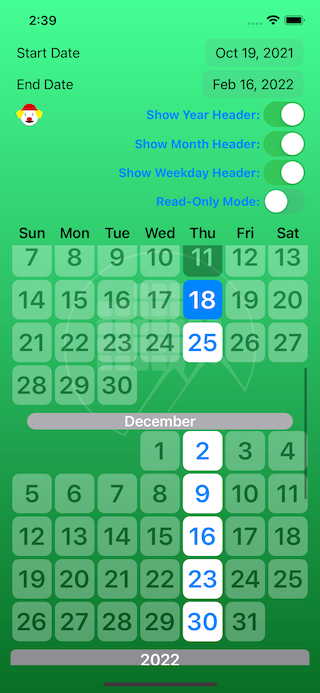 2:39
Start Date Oct 19, 2021
End Date Feb 16, 2022
Show Year Header:
Show Month Header:
Show Weekday Header:
Read-Only Mode:
Sun Mon Tue Wed Thu Fri Sat
7 8 9 10 11 12 13
14 15 16 17 18 19 20
21 22 23 24 25 26 27
28 29 30
December
1 2 3 4
5 6 7 8 9 10 11
12 13 14 15 16 17 18
19 20 21 22 23 24 25
26 27 28 29 30 31
2022